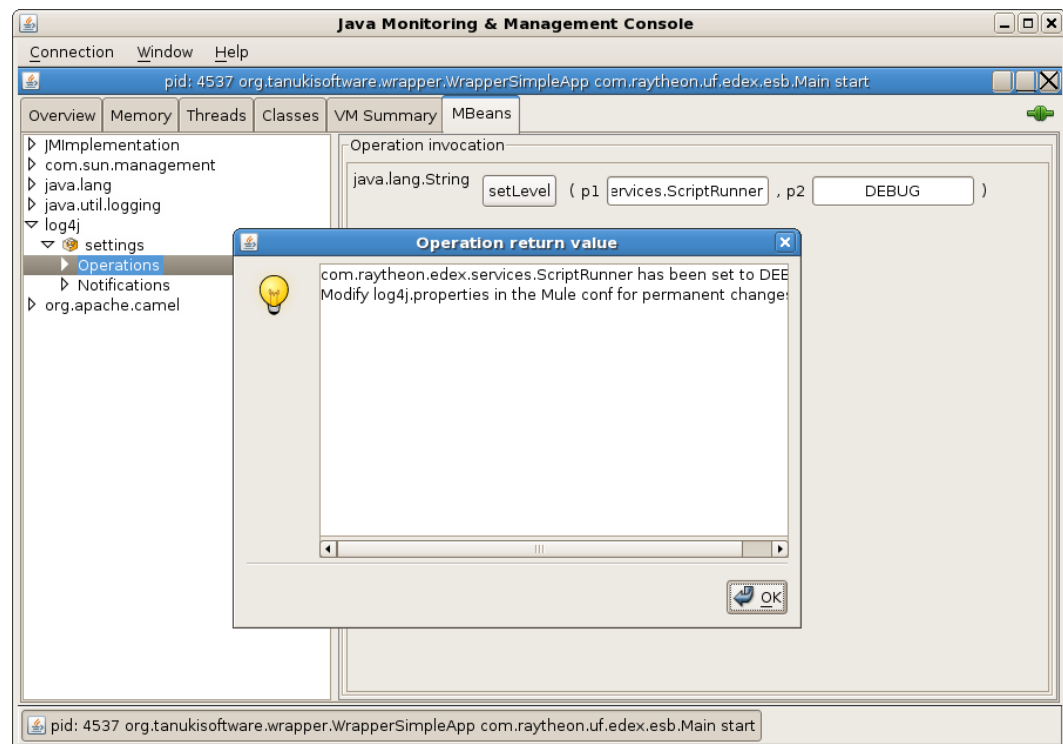 Java Monitoring & Management Console
Connection Window Help
pid: 4537 org.tanukisoftware.wrapper.WrapperSimpleApp com.raytheon.uf.edex.esb.Main start
Overview Memory Threads Classes VM Summary MBeans
JMImplementation
com.sun.management
java.lang
java.util.logging
log4j
settings
Operations
Notifications
org.apache.camel
Operation invocation
java.lang.String setLevel ( p1 ervices.ScriptRunner , p2 DEBUG )
Operation return value
com.raytheon.edex.services.ScriptRunner has been set to DEE
Modify log4j.properties in the Mule conf for permanent changes
OK
pid: 4537 org.tanukisoftware.wrapper.WrapperSimpleApp com.raytheon.uf.edex.esb.Main start